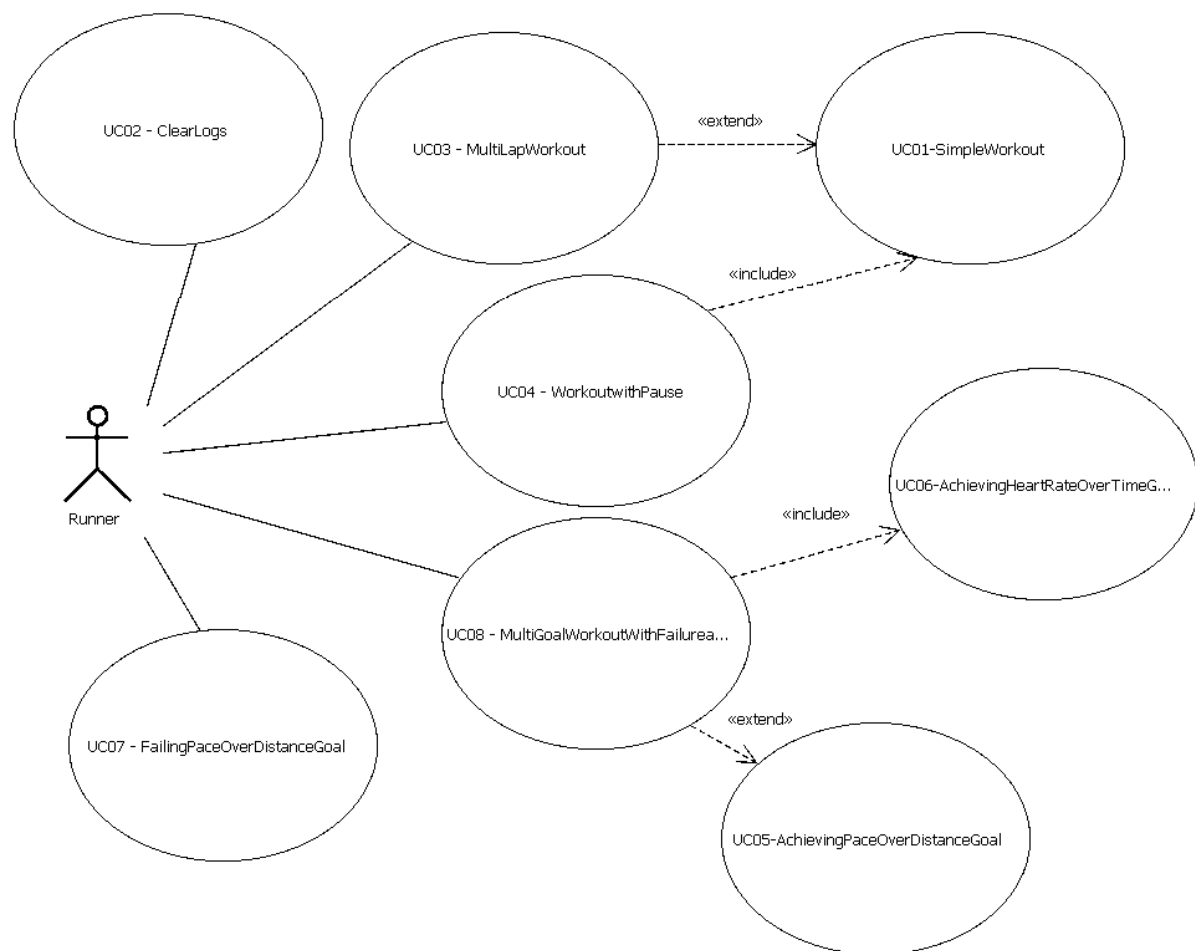 UC02 - ClearLogs
UC03 - MultiLapWorkout
«extend»
UC01-SimpleWorkout
«include»
UC04 - WorkoutwithPause
Runner
UC06-AchievingHeartRateOverTimeG...
«include»
UC08 - MultiGoalWorkoutWithFailurea...
«extend»
UC07 - FailingPaceOverDistanceGoal
UC05-AchievingPaceOverDistanceGoal